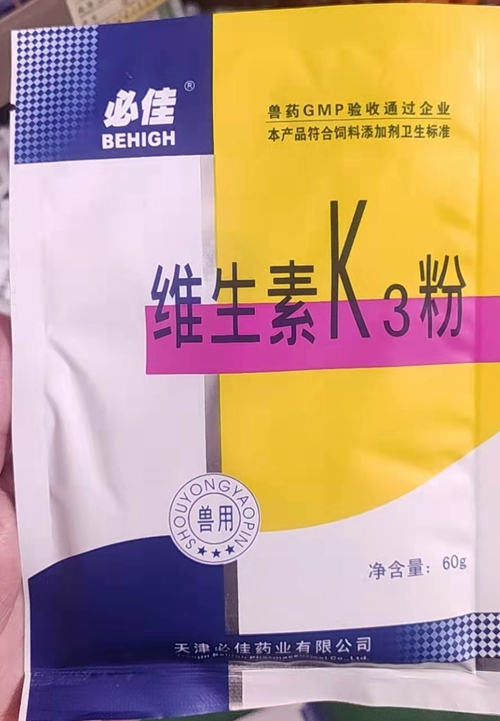 必佳®
BEHIGH
兽药GMP验收通过企业
本产品符合饲料添加剂卫生标准
维生素K3粉
SHOUYONGYAOPIN
兽用
★★★
净含量：60g
天津必佳药业有限公司